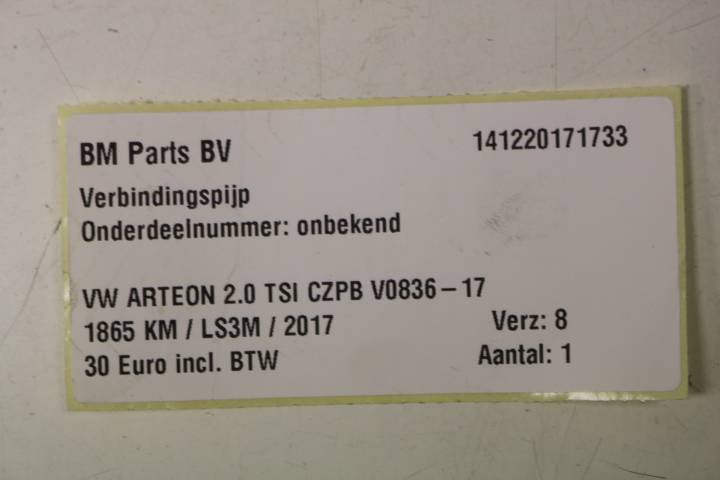 BM Parts BV 141220171733
Verbindingspijp
Onderdeelnummer: onbekend
VW ARTEON 2.0 TSI CZPB V0836-17
1865 KM / LS3M / 2017 Verz: 8
30 Euro incl. BTW Aantal: 1